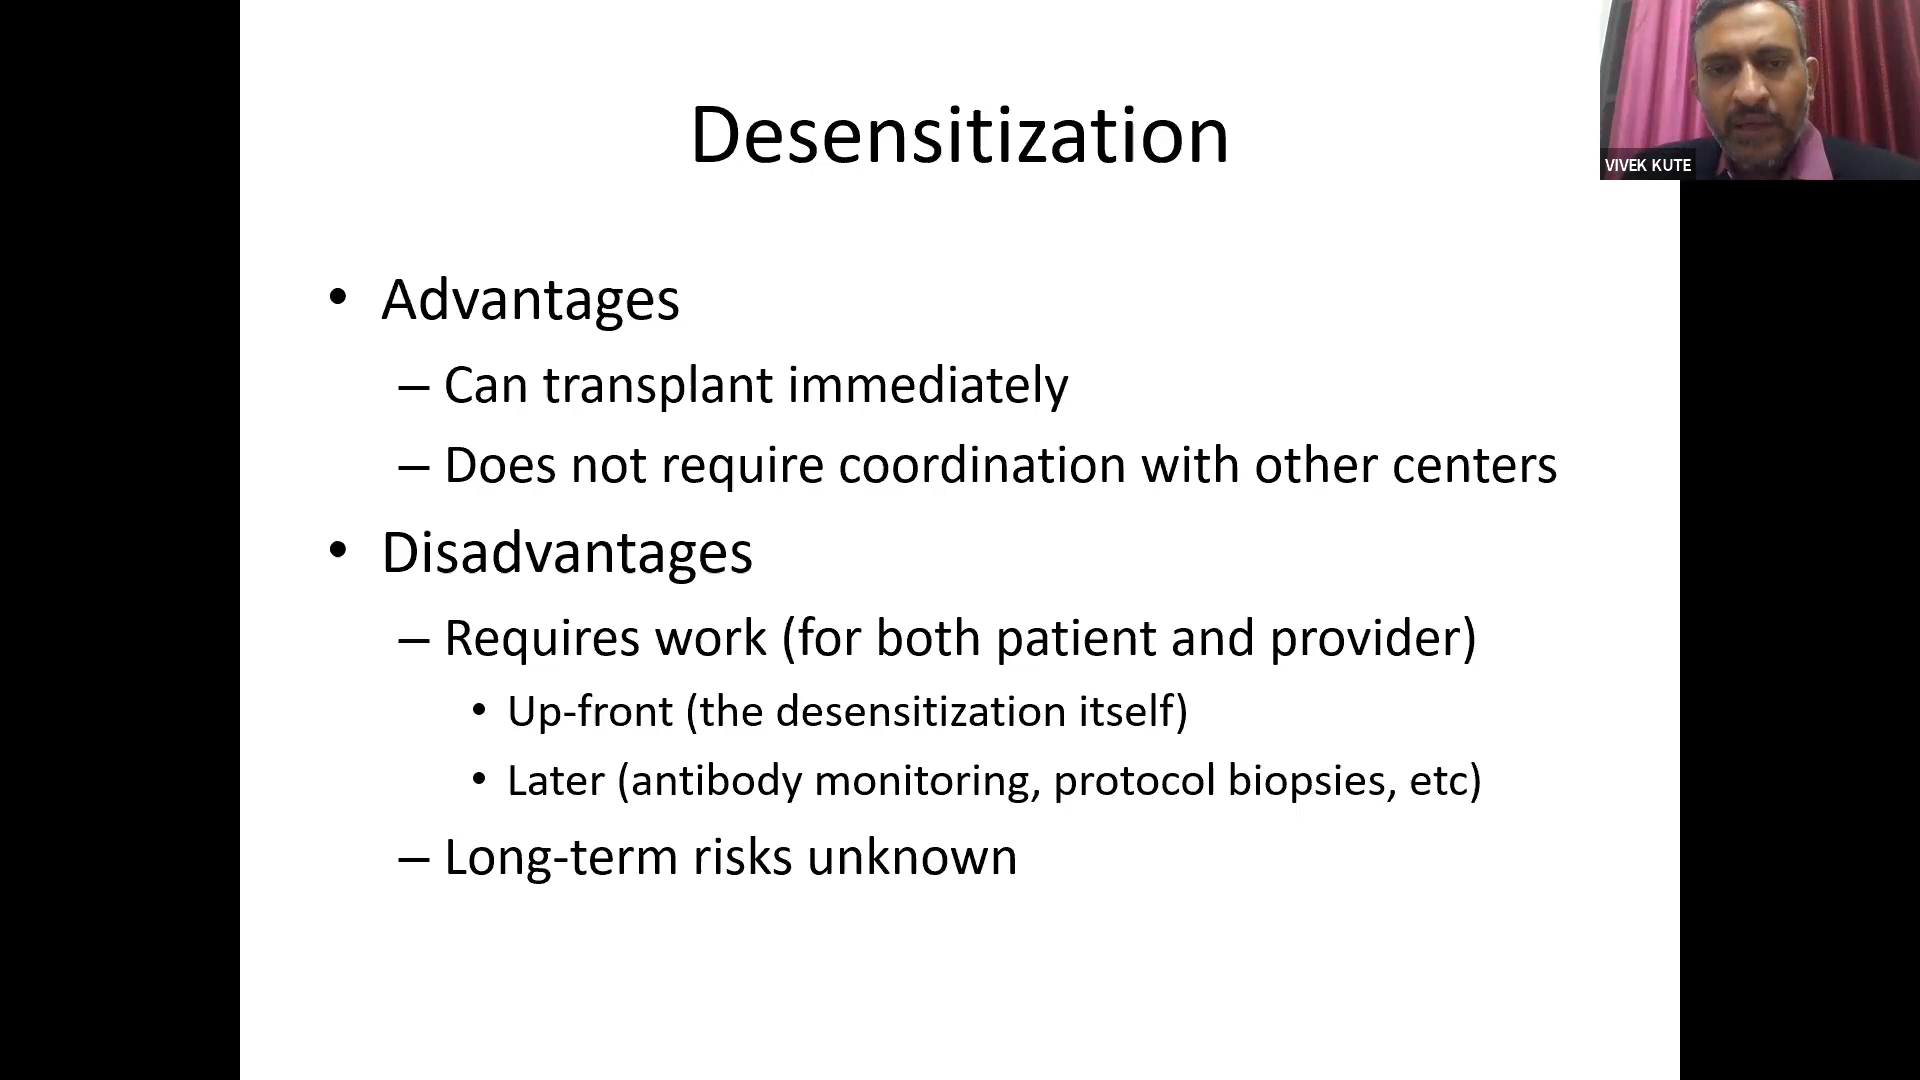 Desensitization
VIVEK KUTE
• Advantages
– Can transplant immediately
– Does not require coordination with other centers
• Disadvantages
– Requires work (for both patient and provider)
• Up-front (the desensitization itself)
• Later (antibody monitoring, protocol biopsies, etc)
– Long-term risks unknown